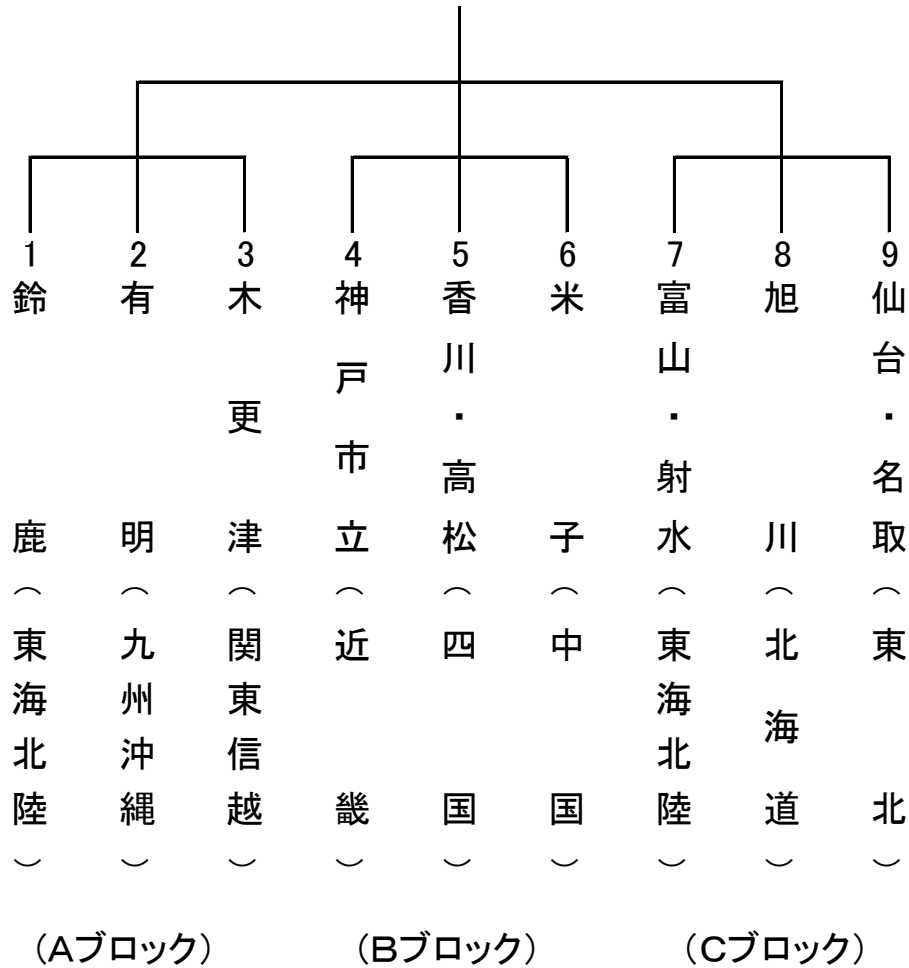 1
鈴鹿（東海北陸）
2
有明（九州沖縄）
3
木更津（関東信越）
4
神戸市立（近畿）
5
香川・高松（四国）
6
米子（中国）
7
富山・射水（東海北陸）
8
旭川（北海道）
9
仙台・名取（東北）
（Aブロック）
（Bブロック）
（Cブロック）